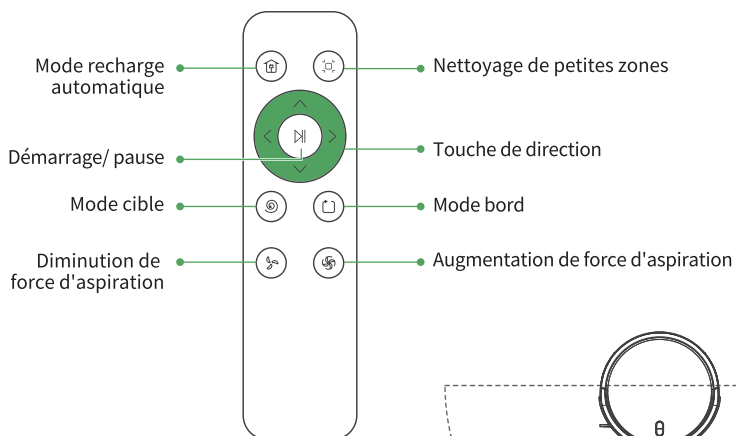 Mode recharge
automatique
Nettoyage de petites zones
Démarrage/ pause
Touche de direction
Mode cible
Mode bord
Diminution de
force d'aspiration
Augmentation de force d'aspiration